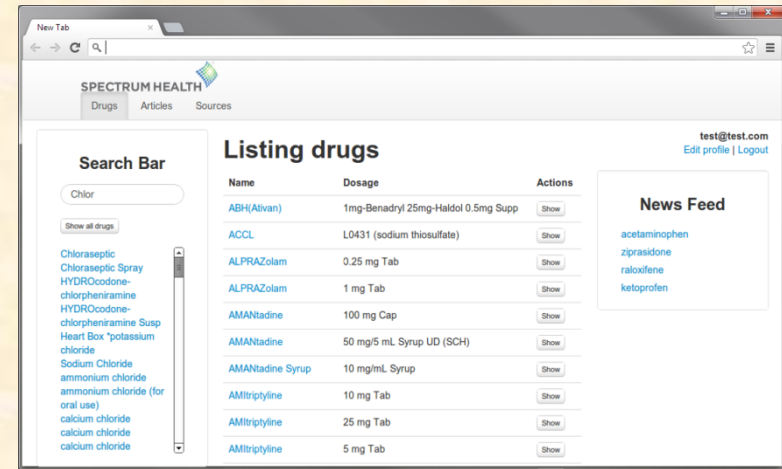 New Tab
SPECTRUM HEALTH
Drugs Articles Sources
test@test.com
Edit profile | Logout
Search Bar
Chlor
Show all drugs
Chloraseptic
Chloraseptic Spray
HYDROcodone-
chlorpheniramine
HYDROcodone-
chlorpheniramine Susp
Heart Box *potassium
chloride
Sodium Chloride
ammonium chloride
ammonium chloride (for
oral use)
calcium chloride
calcium chloride
calcium chloride
Listing drugs
Name Dosage Actions
ABH(Ativan) 1mg-Benadryl 25mg-Haldol 0.5mg Supp Show
ACCL L0431 (sodium thiosulfate) Show
ALPRAZolam 0.25 mg Tab Show
ALPRAZolam 1 mg Tab Show
AMANtadine 100 mg Cap Show
AMANtadine 50 mg/5 mL Syrup UD (SCH) Show
AMANtadine Syrup 10 mg/mL Syrup Show
AMItriptyline 10 mg Tab Show
AMItriptyline 25 mg Tab Show
AMItriptyline 5 mg Tab Show
News Feed
acetaminophen
ziprasidone
raloxifene
ketoprofen